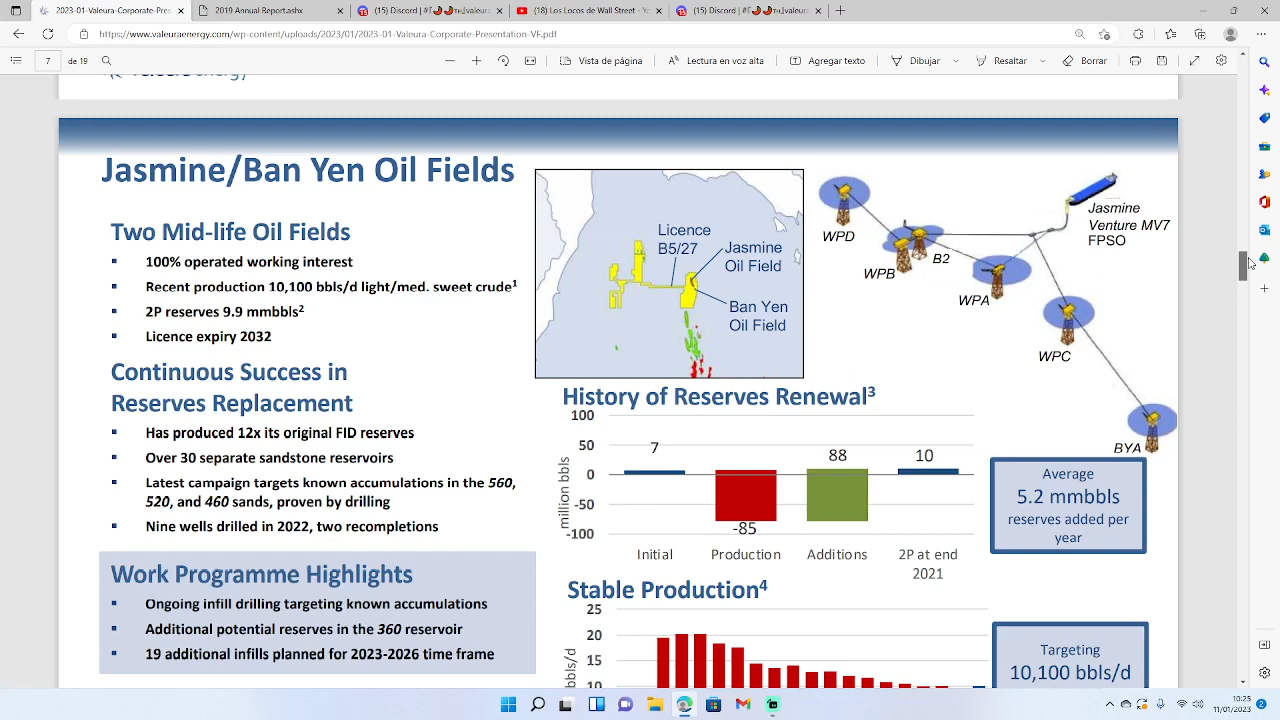 2023-01-Valeura-Corporate-Presen
2019 Annual Reportadsx
(15) Discord |
(18) Los Locos de Wall Street - Yo
(15) Discord |
https://www.valeuraenergy.com/wp-content/uploads/2023/01/2023-01-Valeura-Corporate-Presentation-VF.pdf
7 de 19
Vista de página
Lectura en voz alta
Agregar texto
Dibujar
Resaltar
Borrar
Jasmine/Ban Yen Oil Fields
Two Mid-life Oil Fields
100% operated working interest
Recent production 10,100 bbls/d light/med. sweet crude1
2P reserves 9.9 mmbbls2
Licence expiry 2032
Continuous Success in
Reserves Replacement
Has produced 12x its original FID reserves
Over 30 separate sandstone reservoirs
Latest campaign targets known accumulations in the 560,
520, and 460 sands, proven by drilling
Nine wells drilled in 2022, two recompletions
Work Programme Highlights
Ongoing infill drilling targeting known accumulations
Additional potential reserves in the 360 reservoir
19 additional infills planned for 2023-2026 time frame
Licence
B5/27
Jasmine
Oil Field
Ban Yen
Oil Field
WPD
WPB
B2
WPA
WPC
BYA
Jasmine
Venture MV7
FPSO
History of Reserves Renewal3
million bbls
100
50
0
-50
-100
7
-85
88
10
Initial
Production
Additions
2P at end
2021
Average
5.2 mmbbls
reserves added per
year
Stable Production4
bbls/d
25
20
15
10
Targeting
10,100 bbls/d
10:25
11/01/2023